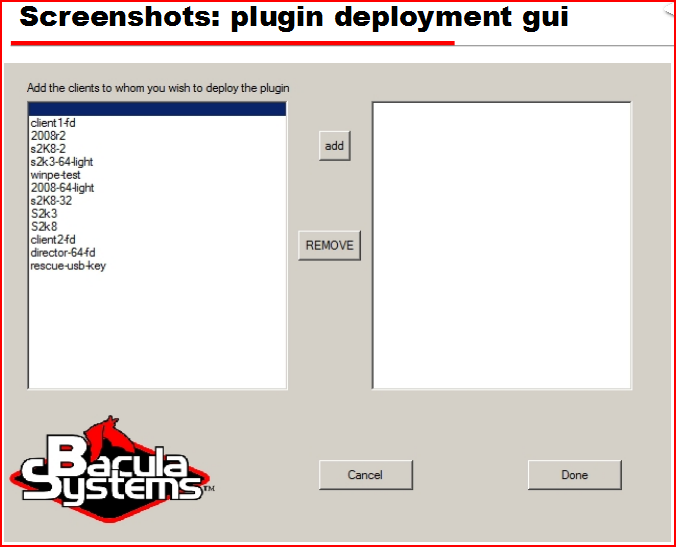 Screenshots: plugin deployment gui
Add the clients to whom you wish to deploy the plugin
client1-fd
2008r2
s2K8-2
s2k3-64-light
winpe-test
2008-64-light
s2K8-32
S2k3
S2k8
client2-fd
director-64-fd
rescue-usb-key
add
REMOVE
Bacula
Systems™
Cancel
Done